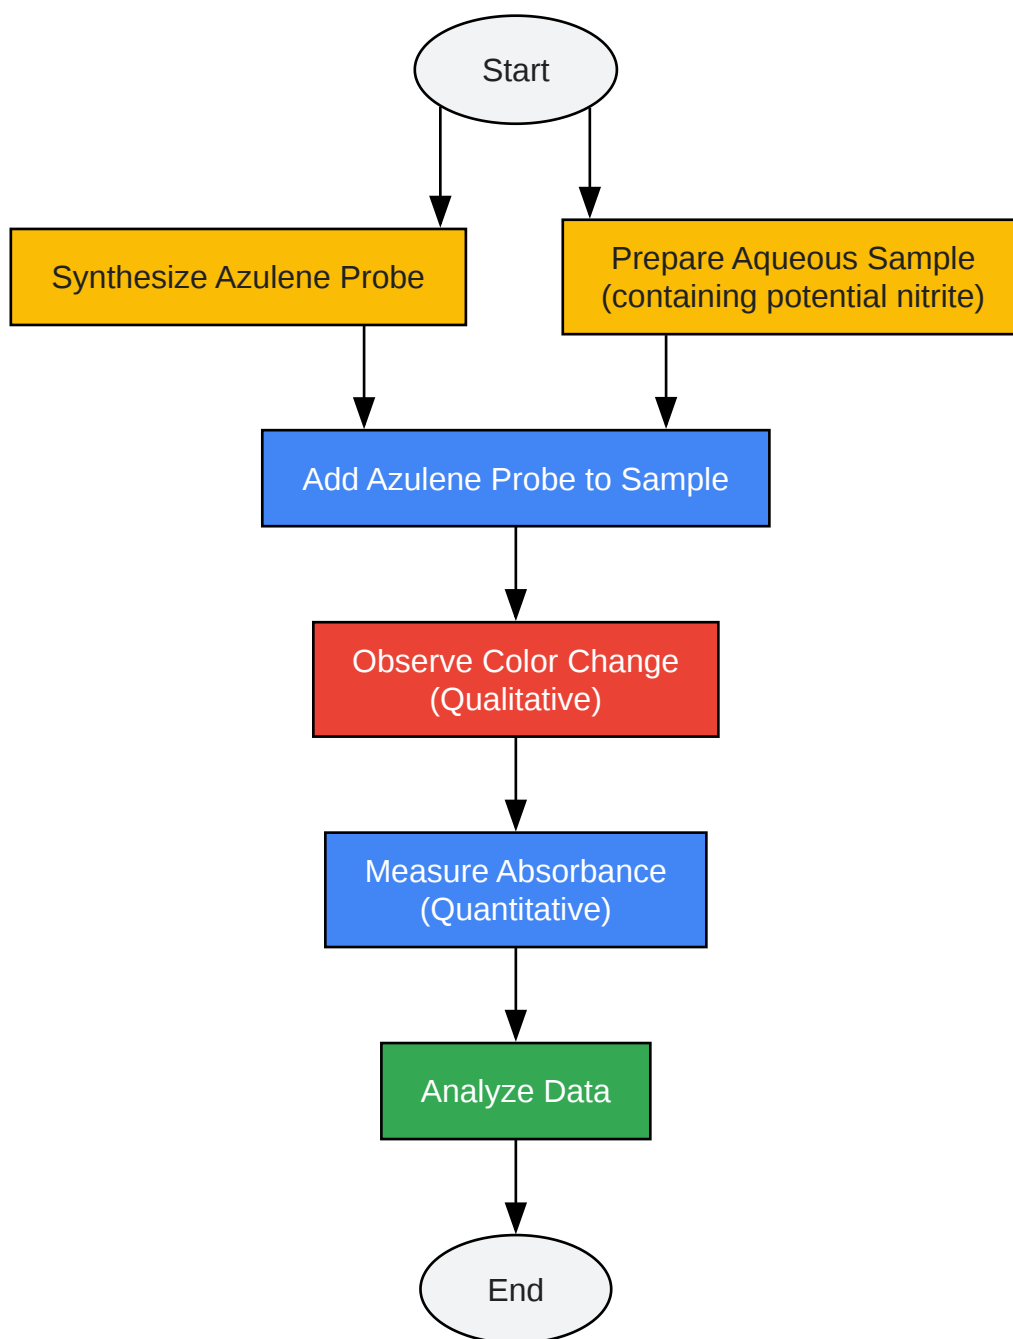 Start
Synthesize Azulene Probe
Prepare Aqueous Sample
(containing potential nitrite)
Add Azulene Probe to Sample
Observe Color Change
(Qualitative)
Measure Absorbance
(Quantitative)
Analyze Data
End